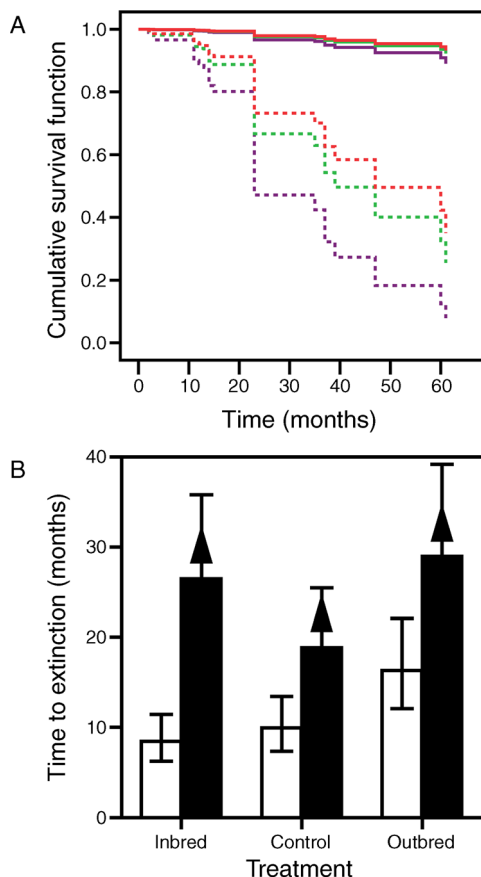 A
Cumulative survival function
1.0
0.8
0.6
0.4
0.2
0.0
0 10 20 30 40 50 60
Time (months)
B
Time to extinction (months)
40
30
20
10
0
Inbred Control Outbred
Treatment